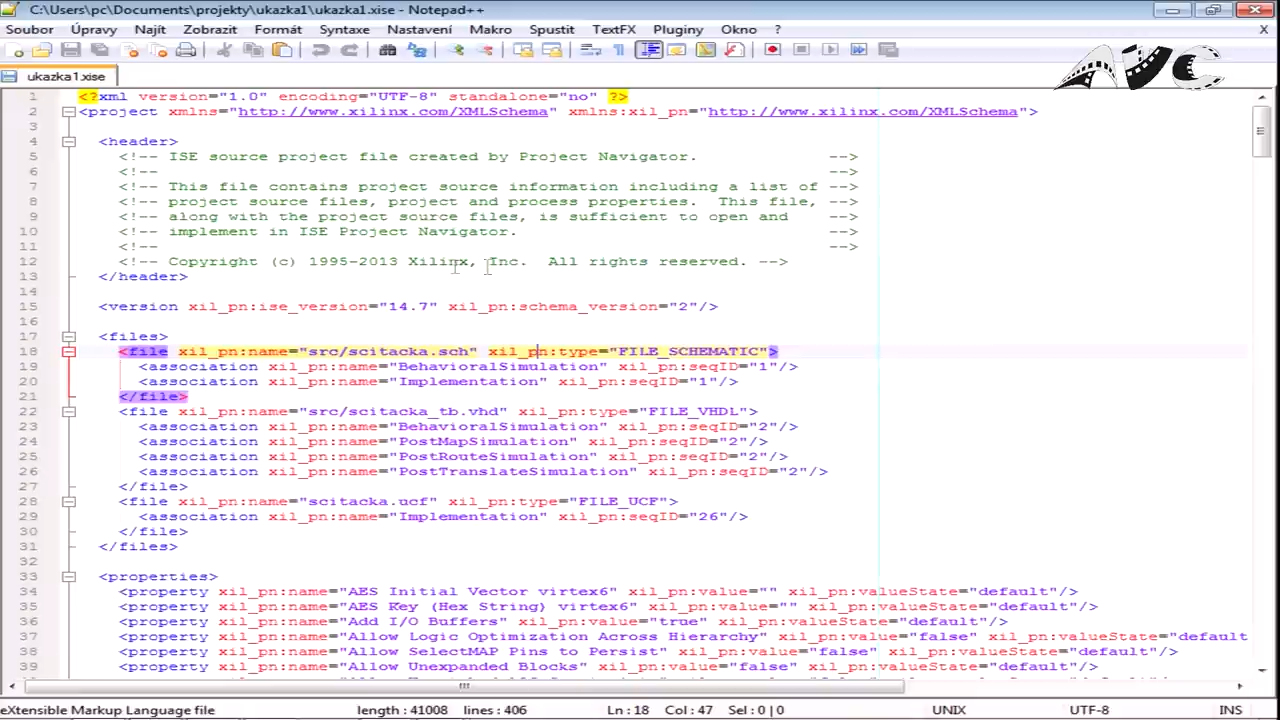 C:\Users\pc\Documents\projekty\ukazka1\ukazka1.xise - Notepad++
Soubor Úpravy Najít Zobrazit Formát Syntaxe Nastavení Makro Spustit TextFX Pluginy Okno ? X
ukazka1.xise
AVC
1 <?xml version="1.0" encoding="UTF-8" standalone="no" ?>
2 <project xmlns="http://www.xilinx.com/XMLSchema" xmlns:xil_pn="http://www.xilinx.com/XMLSchema">
3
4 <header>
5 <!-- ISE source project file created by Project Navigator. -->
6 <!-- -->
7 <!-- This file contains project source information including a list of -->
8 <!-- project source files, project and process properties. This file, -->
9 <!-- along with the project source files, is sufficient to open and -->
10 <!-- implement in ISE Project Navigator. -->
11 <!-- -->
12 <!-- Copyright (c) 1995-2013 Xilinx, Inc. All rights reserved. -->
13 </header>
14
15 <version xil_pn:ise_version="14.7" xil_pn:schema_version="2"/>
16
17 <files>
18 <file xil_pn:name="src/scitacka.sch" xil_pn:type="FILE_SCHEMATIC">
19 <association xil_pn:name="BehavioralSimulation" xil_pn:seqID="1"/>
20 <association xil_pn:name="Implementation" xil_pn:seqID="1"/>
21 </file>
22 <file xil_pn:name="src/scitacka_tb.vhd" xil_pn:type="FILE_VHDL">
23 <association xil_pn:name="BehavioralSimulation" xil_pn:seqID="2"/>
24 <association xil_pn:name="PostMapSimulation" xil_pn:seqID="2"/>
25 <association xil_pn:name="PostRouteSimulation" xil_pn:seqID="2"/>
26 <association xil_pn:name="PostTranslateSimulation" xil_pn:seqID="2"/>
27 </file>
28 <file xil_pn:name="scitacka.ucf" xil_pn:type="FILE_UCF">
29 <association xil_pn:name="Implementation" xil_pn:seqID="26"/>
30 </file>
31 </files>
32
33 <properties>
34 <property xil_pn:name="AES Initial Vector virtex6" xil_pn:value="" xil_pn:valueState="default"/>
35 <property xil_pn:name="AES Key (Hex String) virtex6" xil_pn:value="" xil_pn:valueState="default"/>
36 <property xil_pn:name="Add I/O Buffers" xil_pn:value="true" xil_pn:valueState="default"/>
37 <property xil_pn:name="Allow Logic Optimization Across Hierarchy" xil_pn:value="false" xil_pn:valueState="default
38 <property xil_pn:name="Allow SelectMAP Pins to Persist" xil_pn:value="false" xil_pn:valueState="default"/>
39 <property xil_pn:name="Allow Unexpanded Blocks" xil_pn:value="false" xil_pn:valueState="default"/>
eXtensible Markup Language file length : 41008 lines : 406 Ln : 18 Col : 47 Sel : 0 | 0 UNIX UTF-8 INS